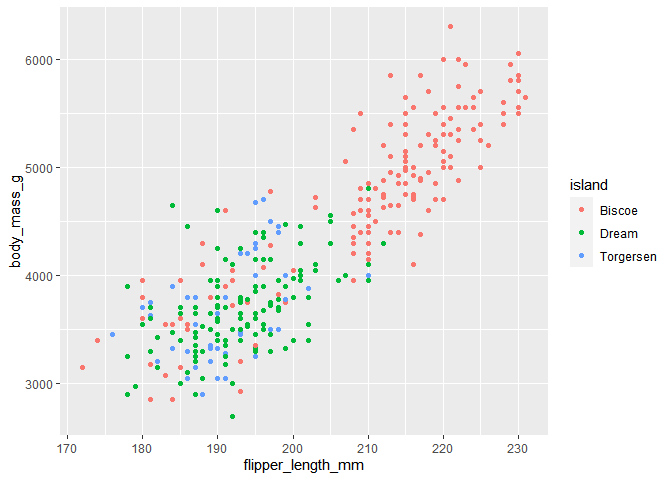 6000
5000
4000
3000
body_mass_g
170 180 190 200 210 220 230
flipper_length_mm
island
Biscoe
Dream
Torgersen